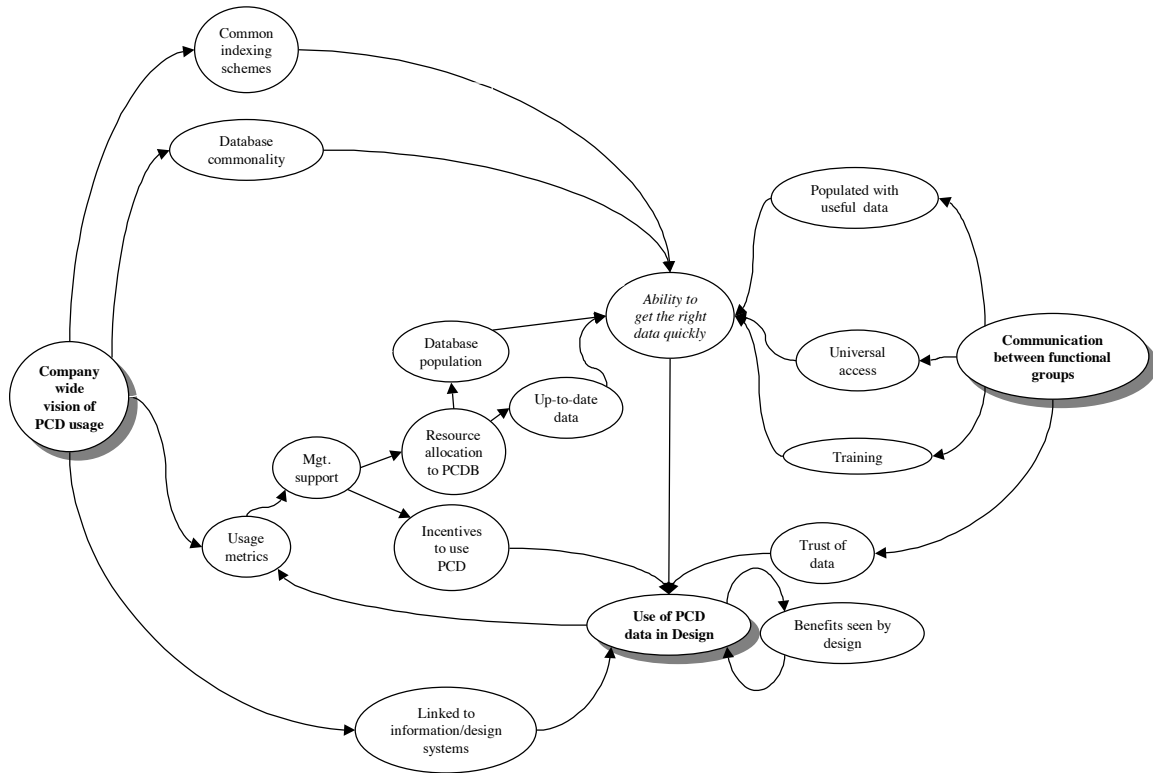 Common
indexing
schemes
Database
commonality
Populated with
useful data
Ability to
get the right
data quickly
Database
population
Universal
access
Communication
between functional
groups
Company
wide
vision of
PCD usage
Up-to-date
data
Resource
allocation
to PCDB
Mgt.
support
Training
Usage
metrics
Incentives
to use
PCD
Trust of
data
Use of PCD
data in Design
Benefits seen by
design
Linked to
information/design
systems